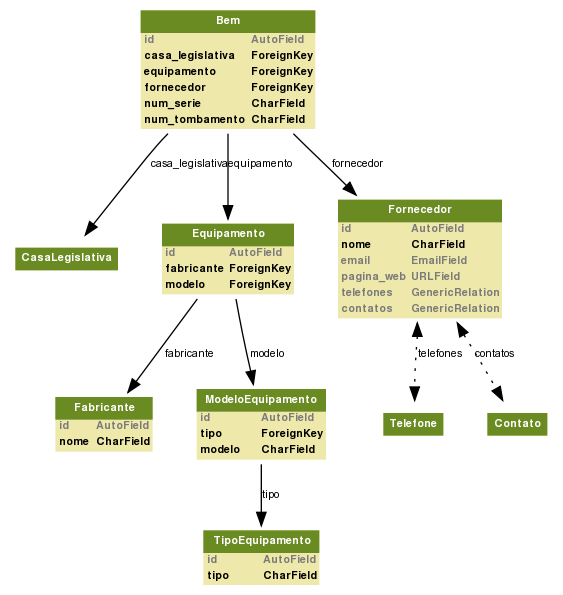 Bem
id AutoField
casa_legislativa ForeignKey
equipamento ForeignKey
fornecedor ForeignKey
num_serie CharField
num_tombamento CharField
casa_legislativa
equipamento
fornecedor
CasaLegislativa
Equipamento
id AutoField
fabricante ForeignKey
modelo ForeignKey
Fornecedor
id AutoField
nome CharField
email EmailField
pagina_web URLField
telefones GenericRelation
contatos GenericRelation
fabricante
modelo
telefones
contatos
Fabricante
id AutoField
nome CharField
ModeloEquipamento
id AutoField
tipo ForeignKey
modelo CharField
Telefone
Contato
tipo
TipoEquipamento
id AutoField
tipo CharField